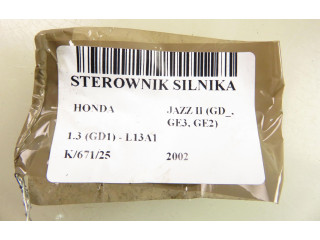 STEROWNIK SILNIKA
HONDA JAZZ II (GD_,
GE3, GE2)
1.3 (GD1) - L13A1
K/671/25 2002